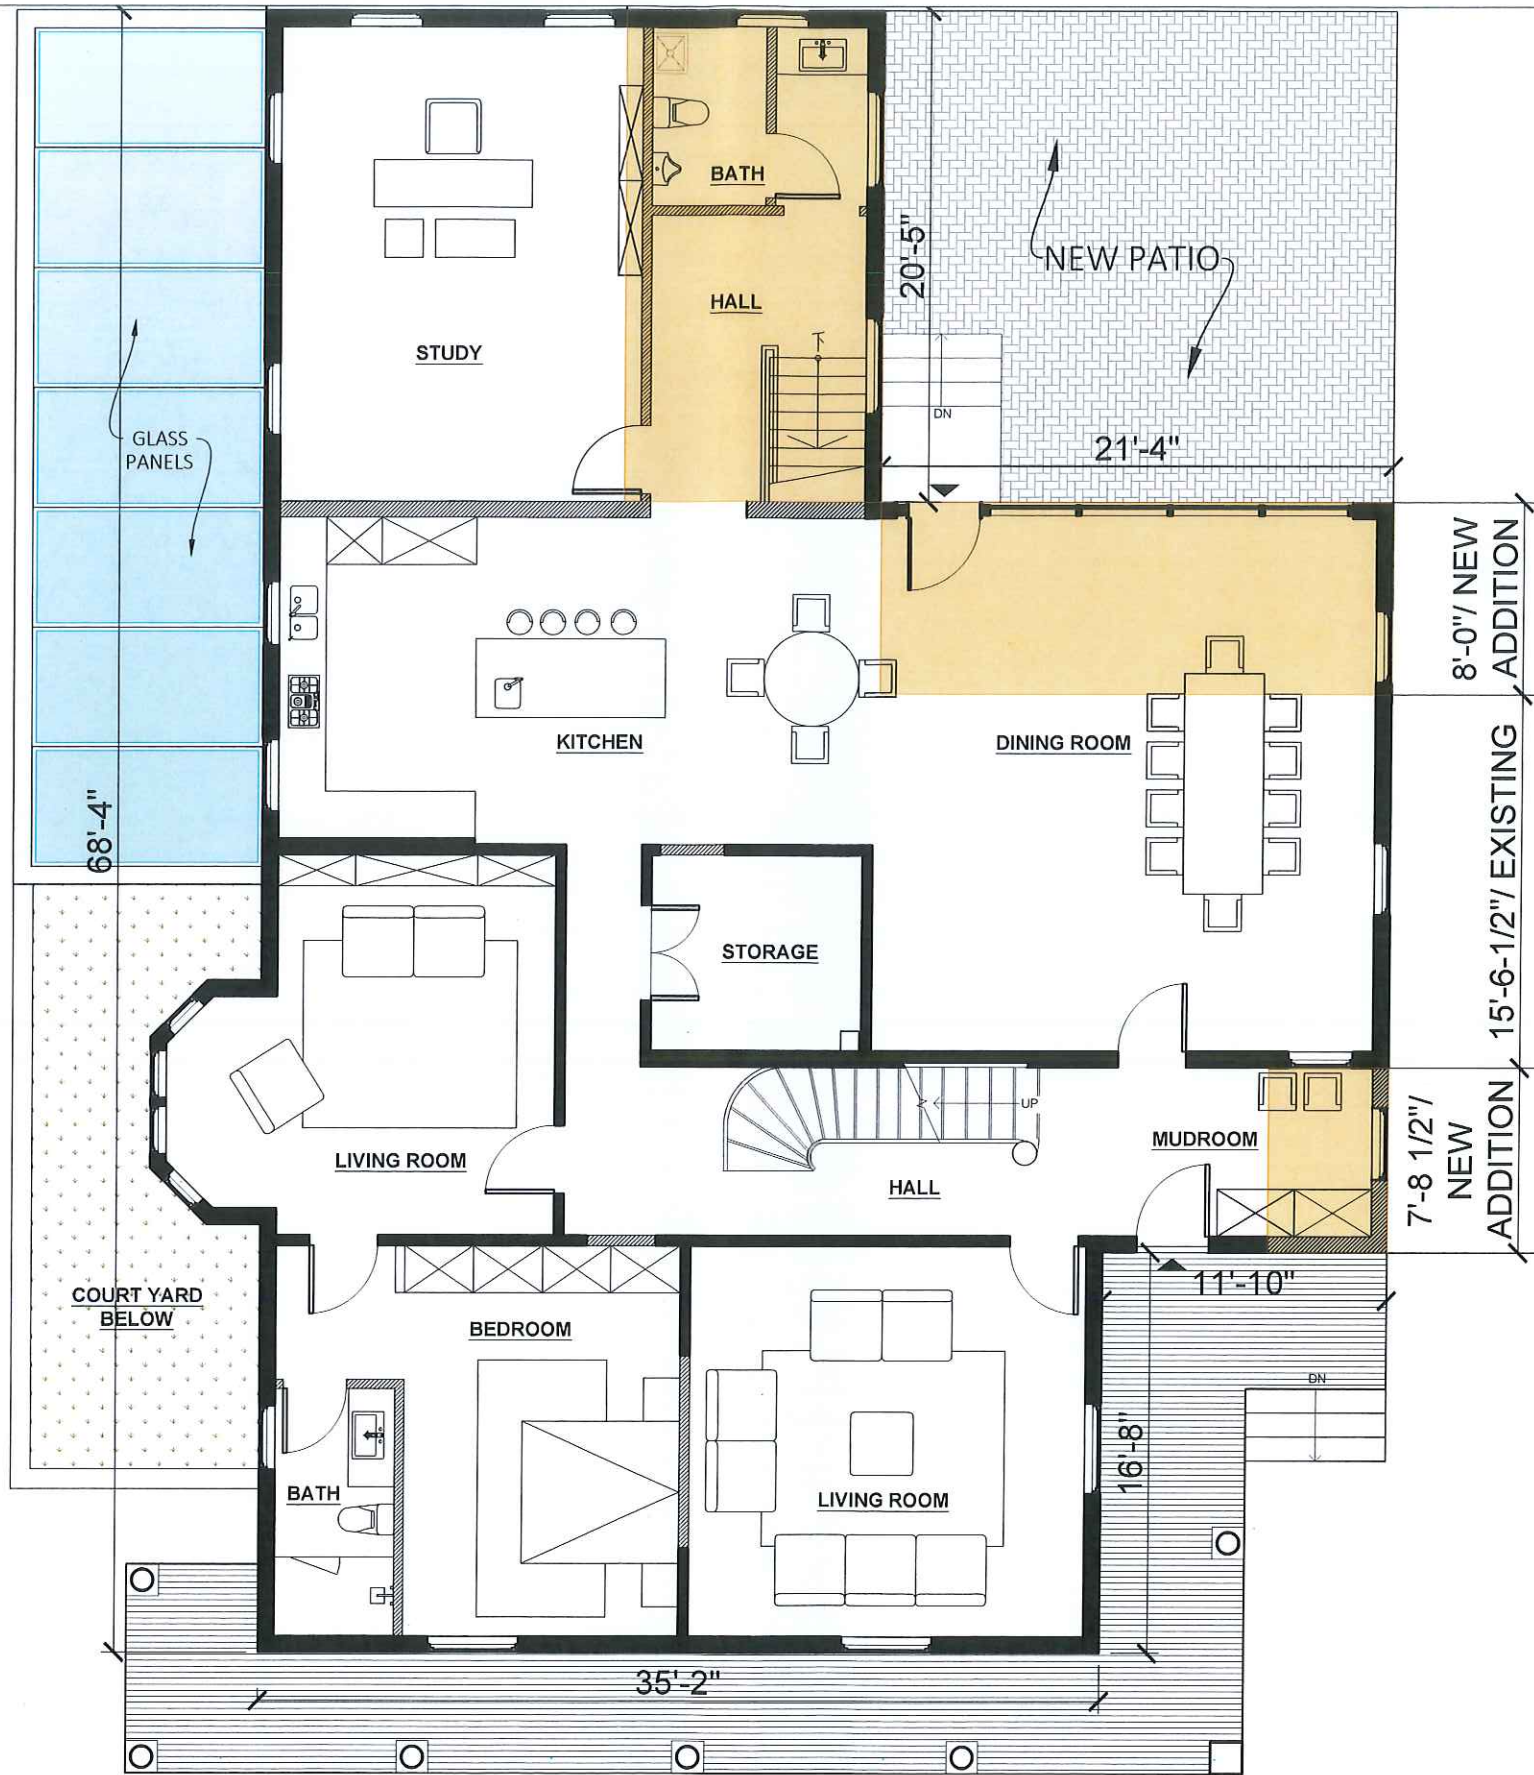 BATH
NEW PATIO
20'-5"
HALL
STUDY
DN
GLASS
PANELS
21'-4"
8'-0"/ NEW
ADDITION
KITCHEN
DINING ROOM
68'-4"
15'-6-1/2"/ EXISTING
STORAGE
UP
LIVING ROOM
MUDROOM
HALL
7'-8 1/2"/
NEW
ADDITION
COURT YARD
BELOW
11'-10"
BEDROOM
DN
16'-8"
BATH
LIVING ROOM
35'-2"